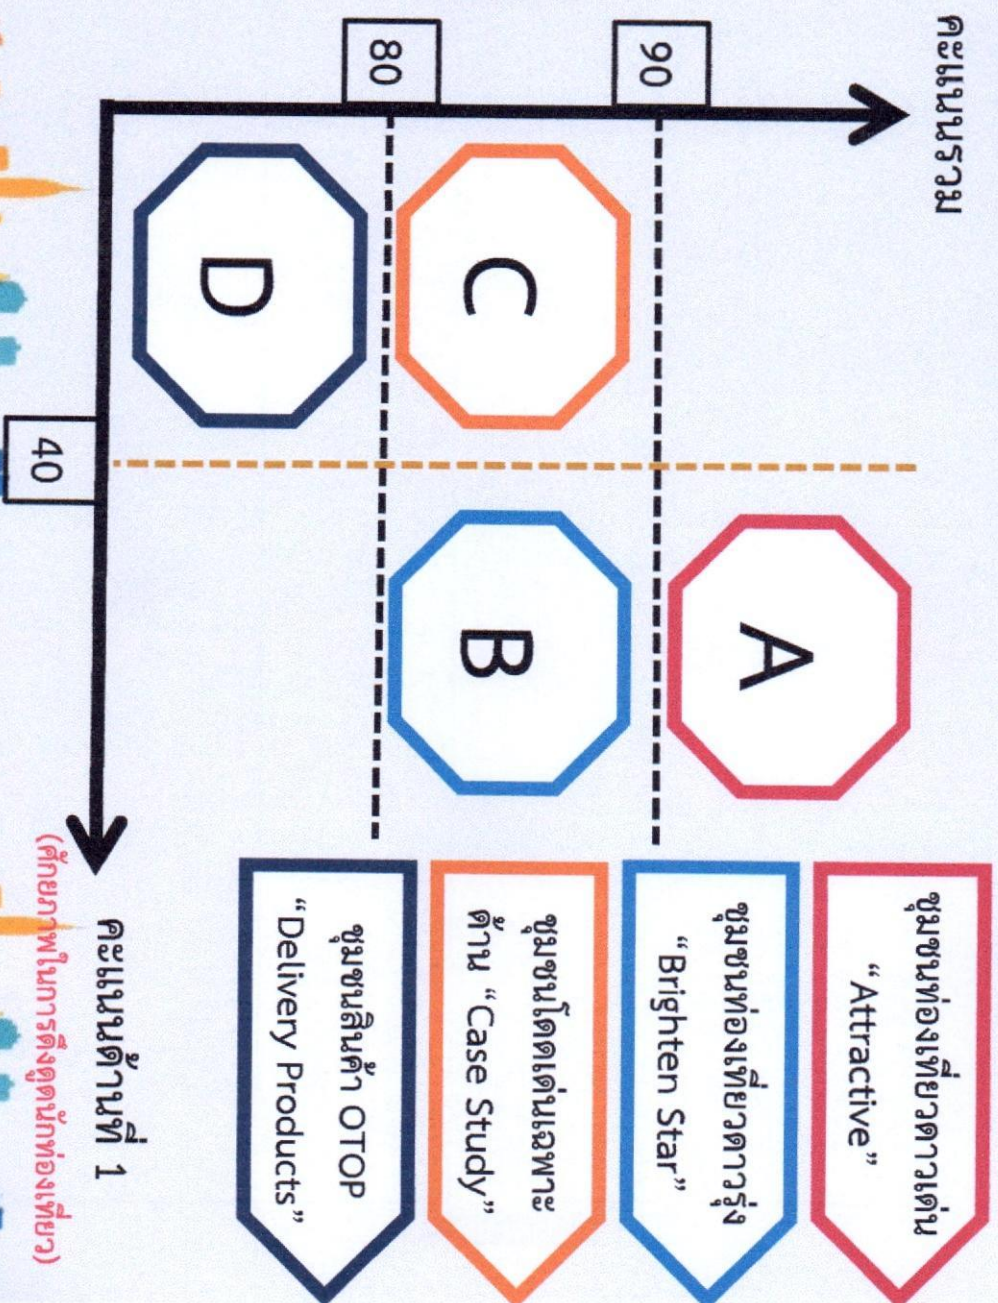 คะแนนรวม
90
80
A
C
B
D
40
คะแนนด้านที่ 1
(ศักยภาพในการดึงดูดนักท่องเที่ยว)
ชุมชนท่องเที่ยวดาวเด่น
“Attractive”
ชุมชนท่องเที่ยวดาวรุ่ง
“Brighten Star”
ชุมชนโดดเด่นเฉพาะ
ด้าน “Case Study”
ชุมชนสินค้า OTOP
“Delivery Products”